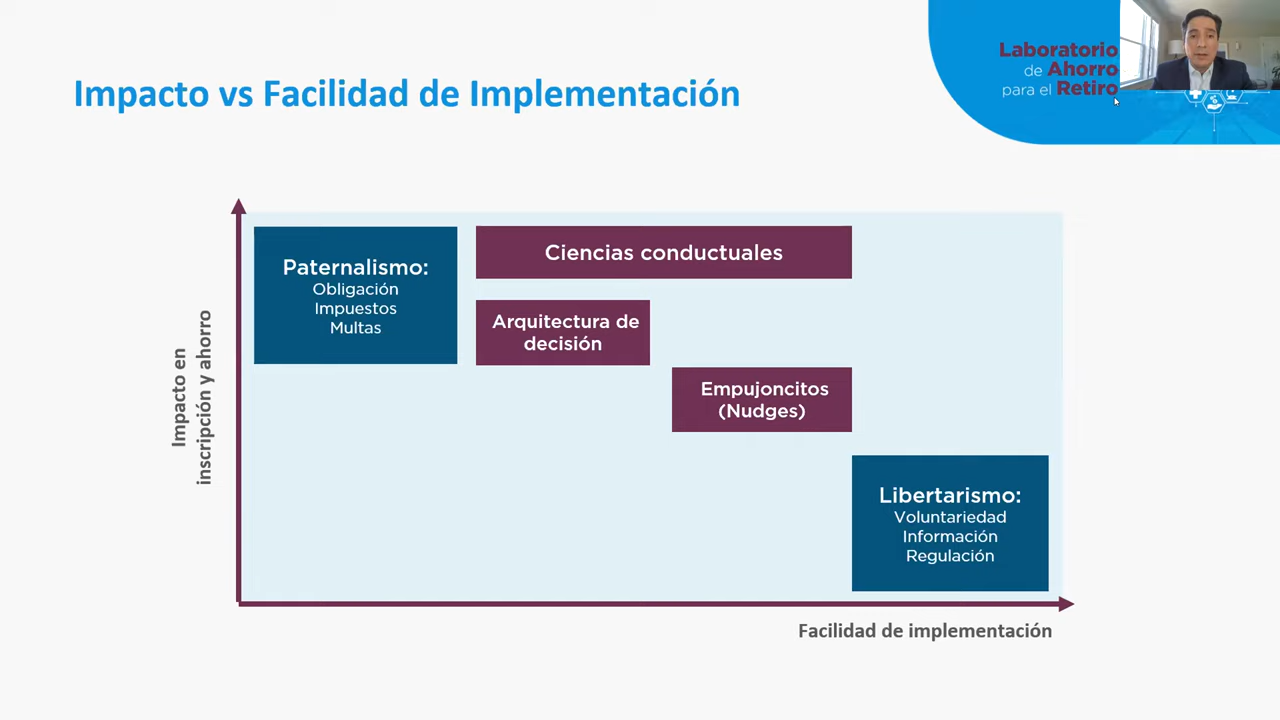 Laboratorio
de Ahorro
para el Retiro
Impacto vs Facilidad de Implementación
Impacto en
inscripción y ahorro
Paternalismo:
Obligación
Impuestos
Multas
Ciencias conductuales
Arquitectura de
decisión
Empujoncitos
(Nudges)
Libertarismo:
Voluntariedad
Información
Regulación
Facilidad de implementación